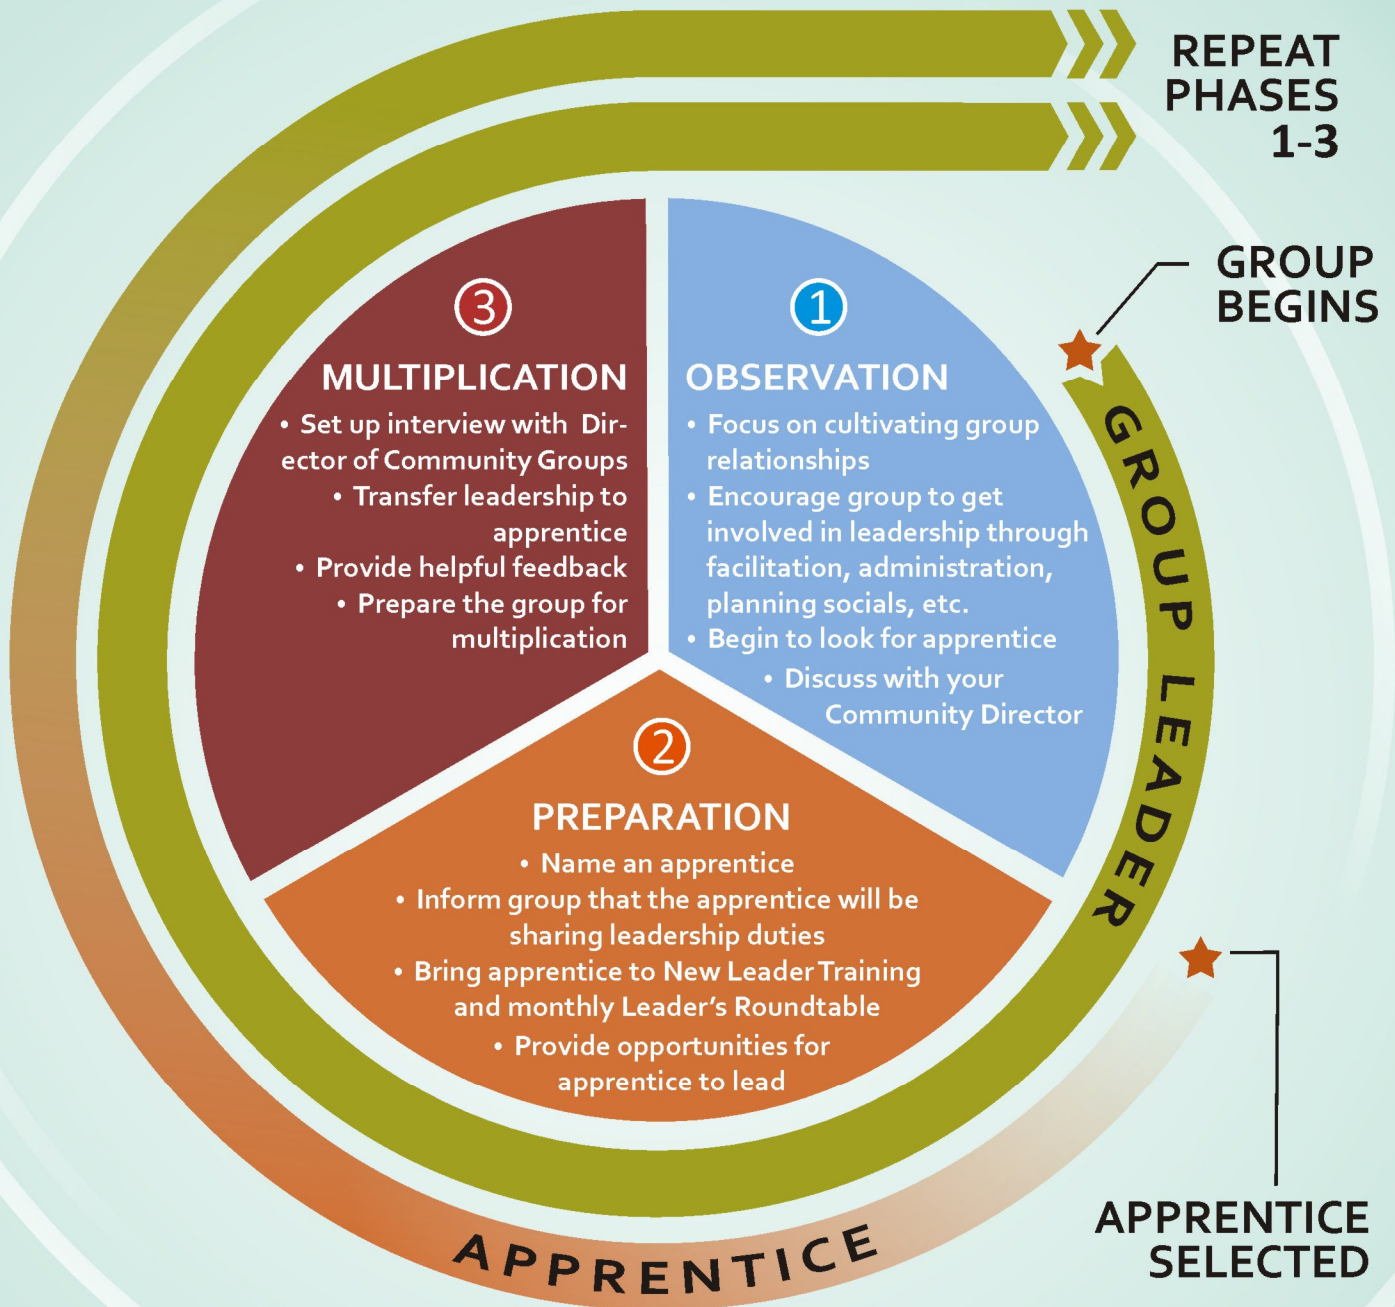 REPEAT
PHASES
1-3
GROUP
BEGINS
GROUP LEADER
1
OBSERVATION
• Focus on cultivating group
relationships
• Encourage group to get
involved in leadership through
facilitation, administration,
planning socials, etc.
• Begin to look for apprentice
• Discuss with your
Community Director
2
PREPARATION
• Name an apprentice
• Inform group that the apprentice will be
sharing leadership duties
• Bring apprentice to New Leader Training
and monthly Leader’s Roundtable
• Provide opportunities for
apprentice to lead
3
MULTIPLICATION
• Set up interview with Dir-
ector of Community Groups
• Transfer leadership to
apprentice
• Provide helpful feedback
• Prepare the group for
multiplication
APPRENTICE
SELECTED
APPRENTICE